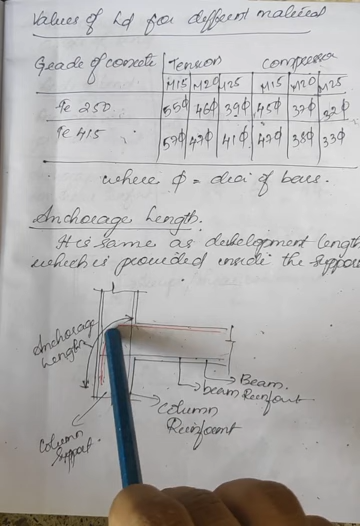 Values of Ld for different material
Grade of concrete Tension Compression
M15 M20 M25 M15 M20 M25
Fe 250 55ϕ 46ϕ 39ϕ 45ϕ 37ϕ 32ϕ
Fe 415 57ϕ 47ϕ 41ϕ 47ϕ 38ϕ 33ϕ
where ϕ = dia of bars.
Anchorage Length.
It is same as development length
which is provided inside the support
Anchorage
Length
Beam.
beam
Column
Column
Support.